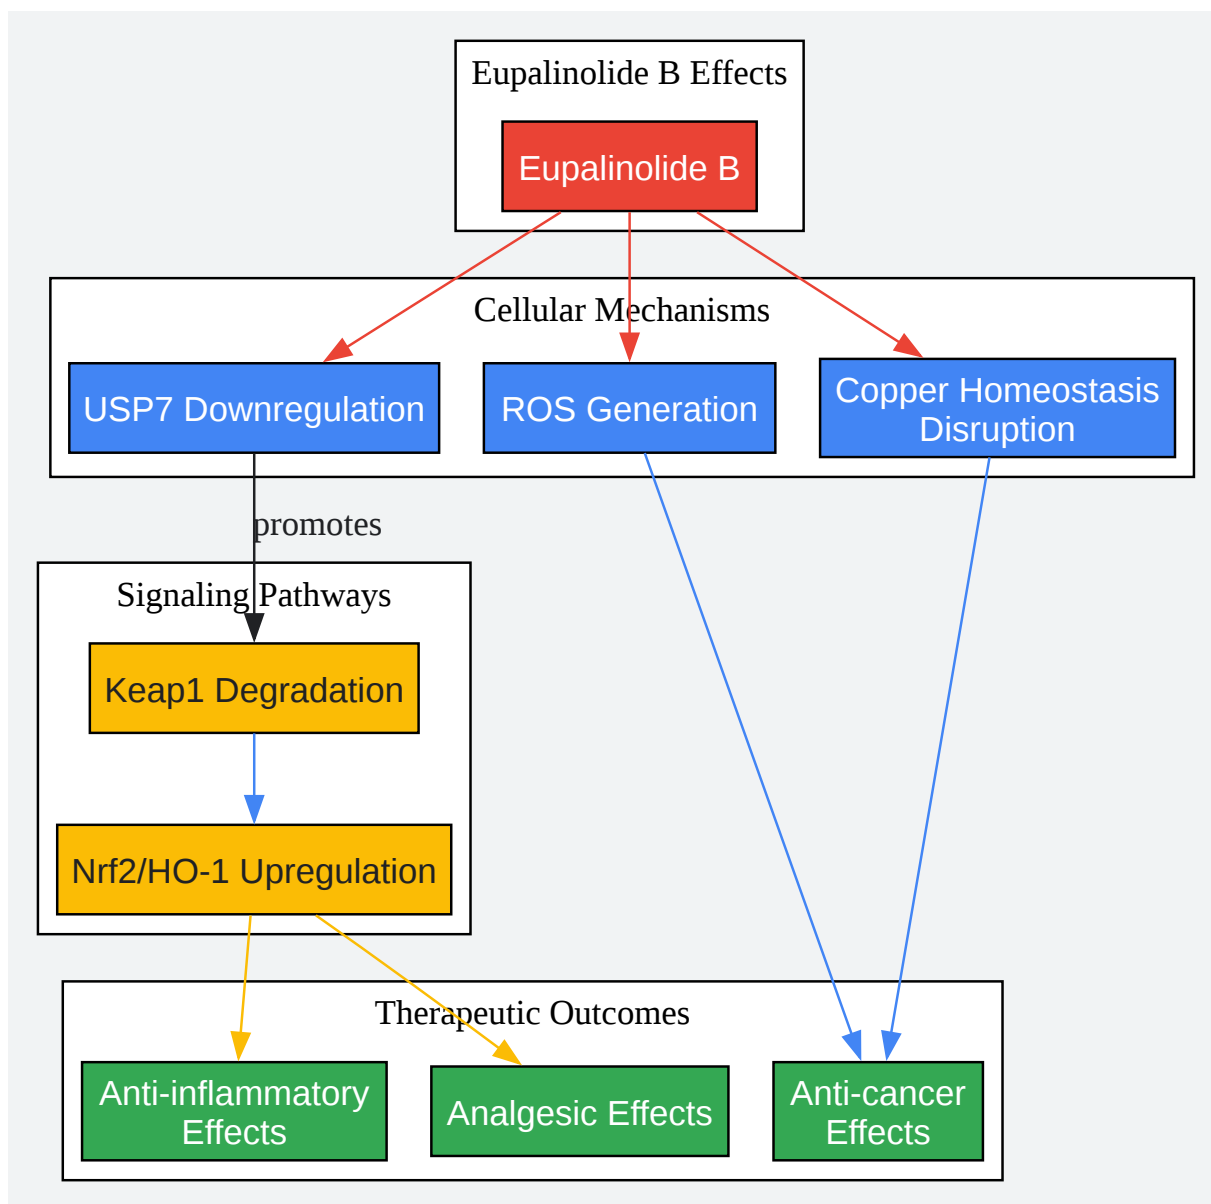 Eupalinolide B Effects
Eupalinolide B
Cellular Mechanisms
USP7 Downregulation
ROS Generation
Copper Homeostasis
Disruption
promotes
Signaling Pathways
Keap1 Degradation
Nrf2/HO-1 Upregulation
Therapeutic Outcomes
Anti-inflammatory
Effects
Analgesic Effects
Anti-cancer
Effects